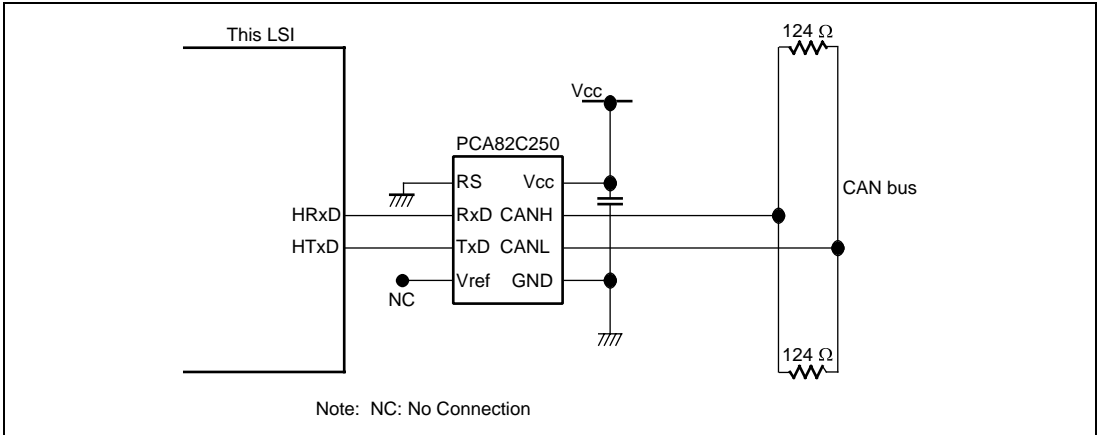 This LSI
124 Ω
Vcc
PCA82C250
RS Vcc
CAN bus
HRxD RxD CANH
HTxD TxD CANL
Vref GND
NC
124 Ω
Note: NC: No Connection